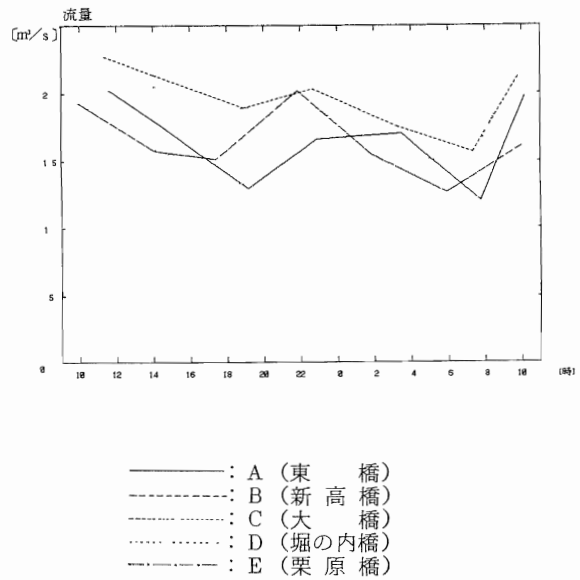 流量
[m³/s]
2
1 5
1
5
0
10 12 14 16 18 20 22 0 2 4 6 8 10 [時]
: A (東 橋)
: B (新 高 橋)
: C (大 橋)
: D (堀の内橋)
: E (栗 原 橋)